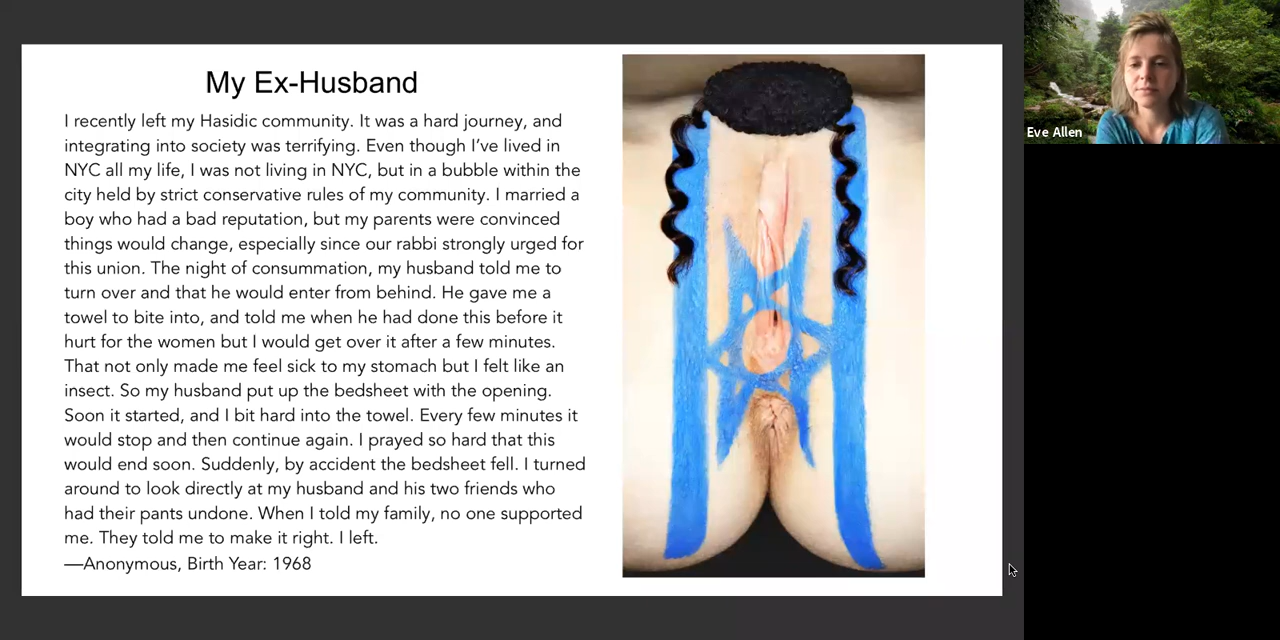 My Ex-Husband
I recently left my Hasidic community. It was a hard journey, and
integrating into society was terrifying. Even though I've lived in
NYC all my life, I was not living in NYC, but in a bubble within the
city held by strict conservative rules of my community. I married a
boy who had a bad reputation, but my parents were convinced
things would change, especially since our rabbi strongly urged for
this union. The night of consummation, my husband told me to
turn over and that he would enter from behind. He gave me a
towel to bite into, and told me when he had done this before it
hurt for the women but I would get over it after a few minutes.
That not only made me feel sick to my stomach but I felt like an
insect. So my husband put up the bedsheet with the opening.
Soon it started, and I bit hard into the towel. Every few minutes it
would stop and then continue again. I prayed so hard that this
would end soon. Suddenly, by accident the bedsheet fell. I turned
around to look directly at my husband and his two friends who
had their pants undone. When I told my family, no one supported
me. They told me to make it right. I left.
—Anonymous, Birth Year: 1968
Eve Allen